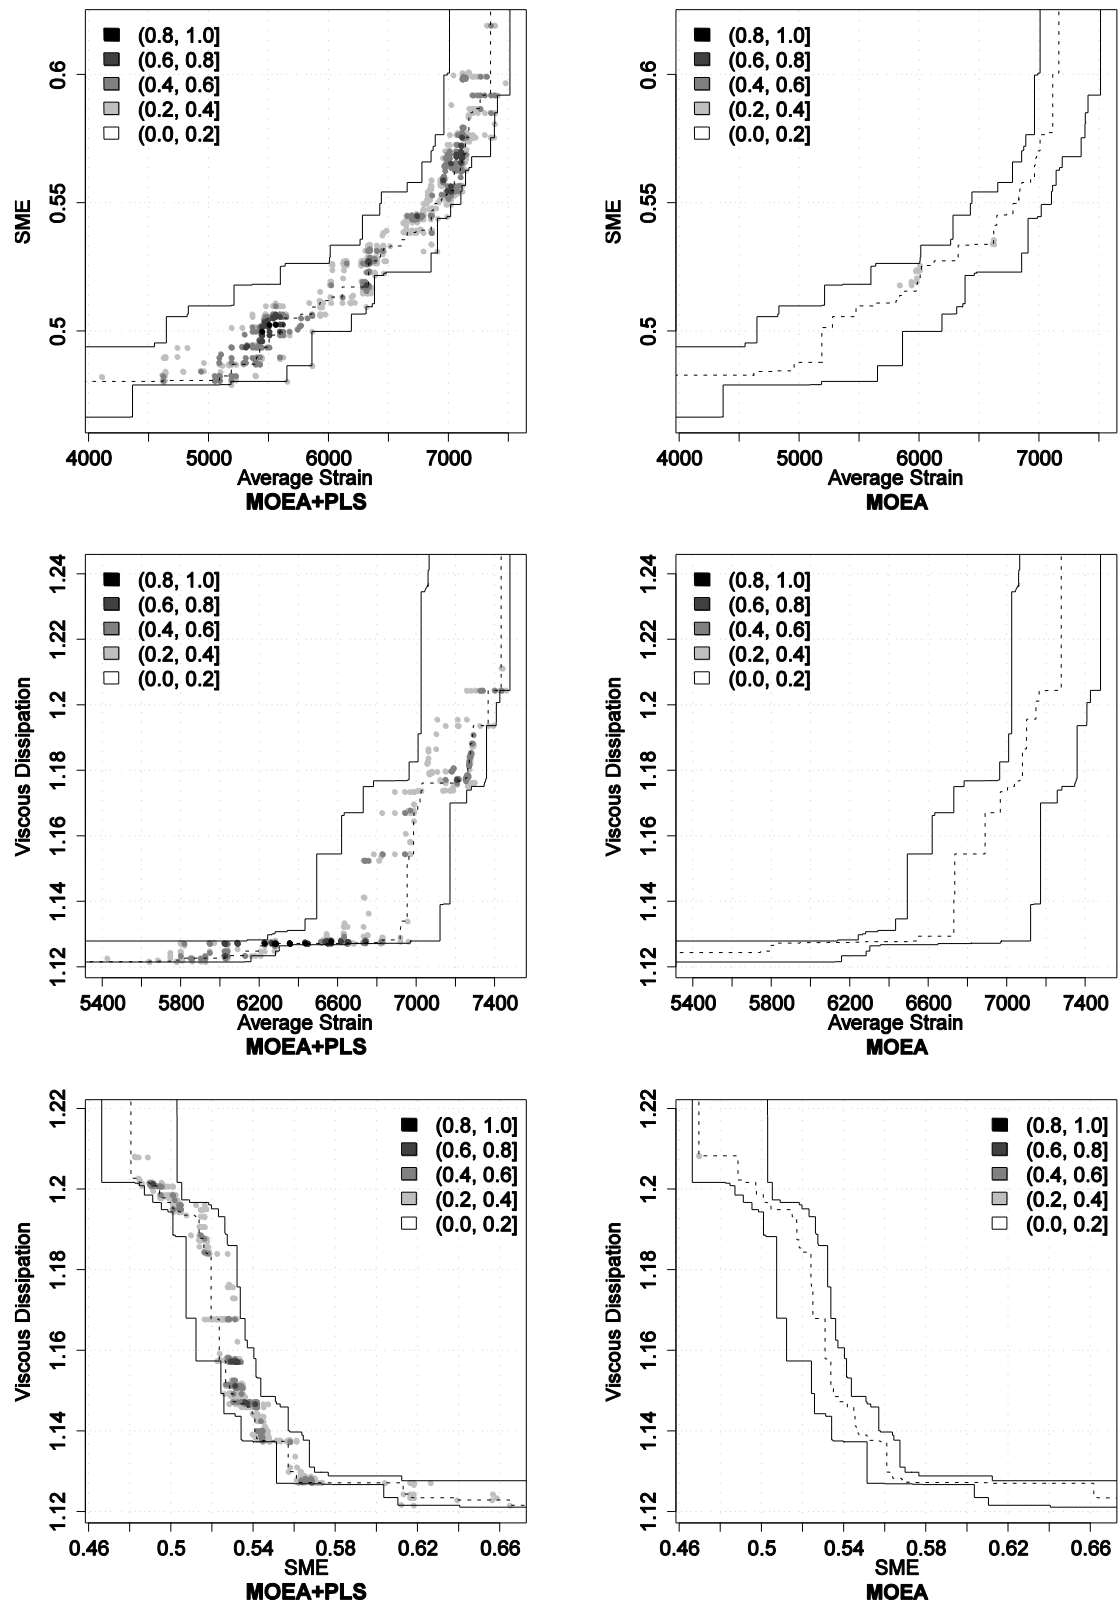 (0.8, 1.0]
(0.6, 0.8]
(0.4, 0.6]
(0.2, 0.4]
(0.0, 0.2]
SME
0.6
0.55
0.5
4000 5000 6000 7000
Average Strain
MOEA+PLS
(0.8, 1.0]
(0.6, 0.8]
(0.4, 0.6]
(0.2, 0.4]
(0.0, 0.2]
SME
0.6
0.55
0.5
4000 5000 6000 7000
Average Strain
MOEA
(0.8, 1.0]
(0.6, 0.8]
(0.4, 0.6]
(0.2, 0.4]
(0.0, 0.2]
Viscous Dissipation
1.24
1.22
1.2
1.18
1.16
1.14
1.12
5400 5800 6200 6600 7000 7400
Average Strain
MOEA+PLS
(0.8, 1.0]
(0.6, 0.8]
(0.4, 0.6]
(0.2, 0.4]
(0.0, 0.2]
Viscous Dissipation
1.24
1.22
1.2
1.18
1.16
1.14
1.12
5400 5800 6200 6600 7000 7400
Average Strain
MOEA
(0.8, 1.0]
(0.6, 0.8]
(0.4, 0.6]
(0.2, 0.4]
(0.0, 0.2]
Viscous Dissipation
1.22
1.2
1.18
1.16
1.14
1.12
0.46 0.5 0.54 0.58 0.62 0.66
SME
MOEA+PLS
(0.8, 1.0]
(0.6, 0.8]
(0.4, 0.6]
(0.2, 0.4]
(0.0, 0.2]
Viscous Dissipation
1.22
1.2
1.18
1.16
1.14
1.12
0.46 0.5 0.54 0.58 0.62 0.66
SME
MOEA